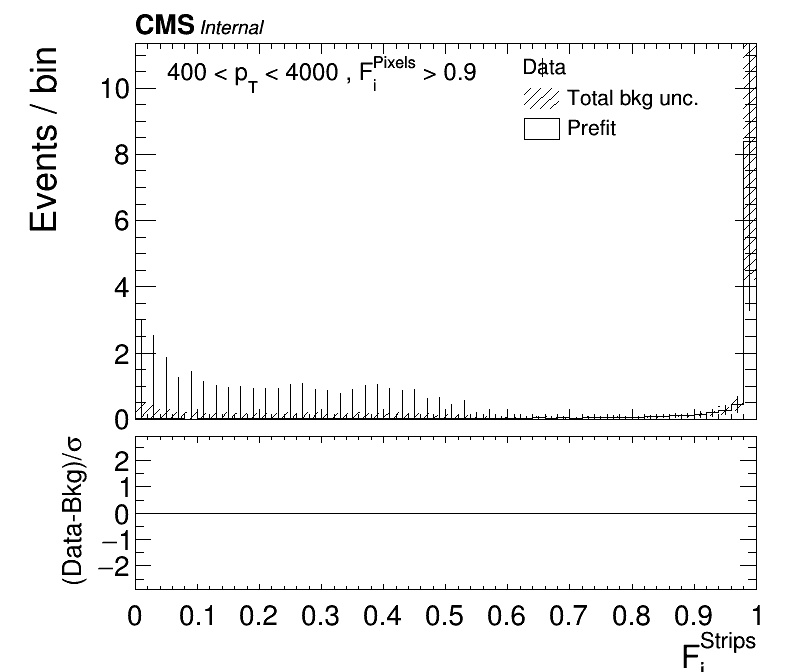 CMS Internal
400 < p_T < 4000 , F_i^Pixels > 0.9
Data
Total bkg unc.
Prefit
Events / bin
10
8
6
4
2
0
(Data-Bkg)/σ
2
1
0
−1
−2
0 0.1 0.2 0.3 0.4 0.5 0.6 0.7 0.8 0.9 1
F_i^Strips